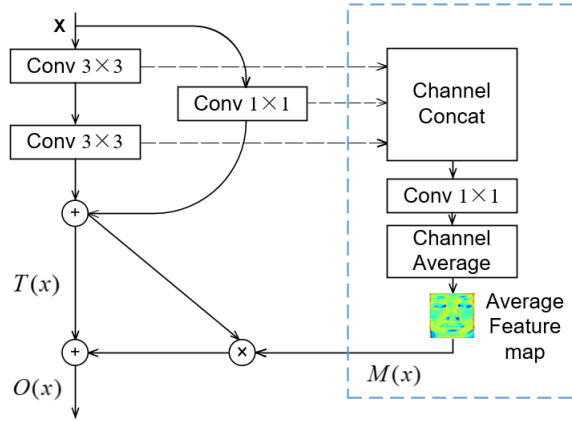 X
Conv 3×3
Conv 1×1
Conv 3×3
+
T(x)
+
O(x)
×
Channel
Concat
Conv 1×1
Channel
Average
Average
Feature
map
M(x)